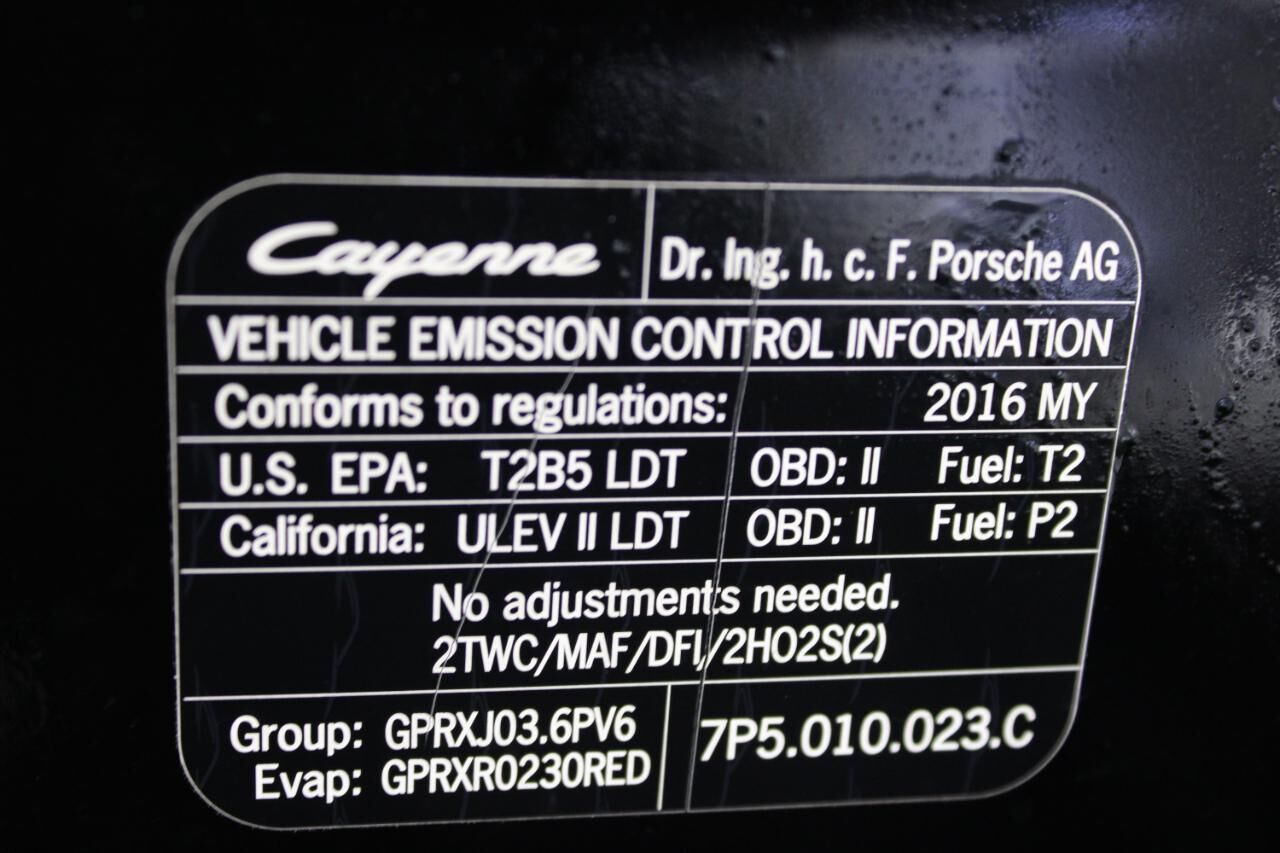 Cayenne
Dr. Ing. h. c. F. Porsche AG
VEHICLE EMISSION CONTROL INFORMATION
Conforms to regulations: 2016 MY
U.S. EPA: T2B5 LDT OBD: II Fuel: T2
California: ULEV II LDT OBD: II Fuel: P2
No adjustments needed.
2TWC/MAF/DFI/2HO2S(2)
Group: GPRXJ03.6PV6
Evap: GPRXR0230RED
7P5.010.023.C